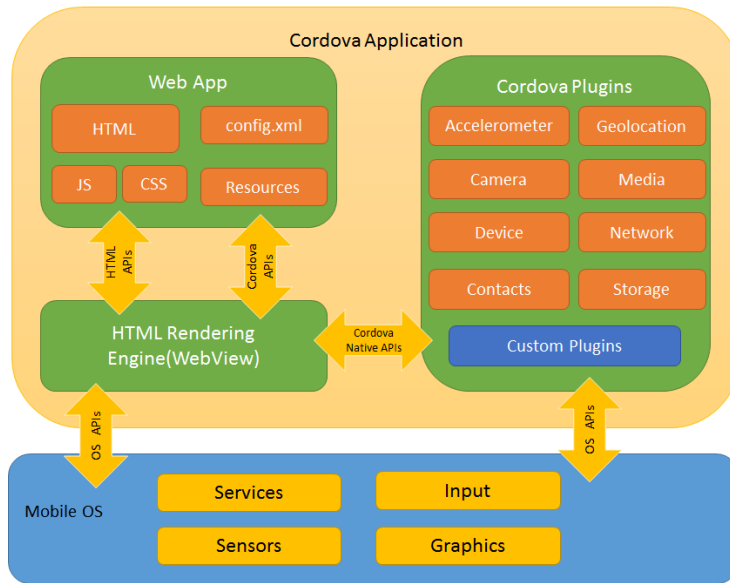 Cordova Application
Web App
HTML
config.xml
JS
CSS
Resources
HTML
APIs
Cordova
APIs
HTML Rendering
Engine(WebView)
Cordova
Native APIs
Cordova Plugins
Accelerometer
Geolocation
Camera
Media
Device
Network
Contacts
Storage
Custom Plugins
OS APIs
OS APIs
Mobile OS
Services
Input
Sensors
Graphics